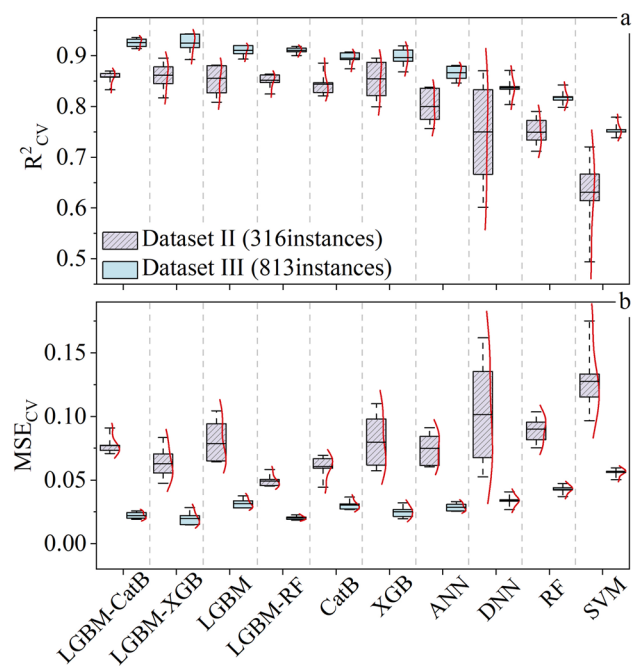 a
0.9
0.8
0.7
0.6
0.5
R²CV
Dataset II (316instances)
Dataset III (813instances)
b
0.15
0.10
0.05
0.00
MSECV
LGBM-CatB
LGBM-XGB
LGBM
LGBM-RF
CatB
XGB
ANN
DNN
RF
SVM